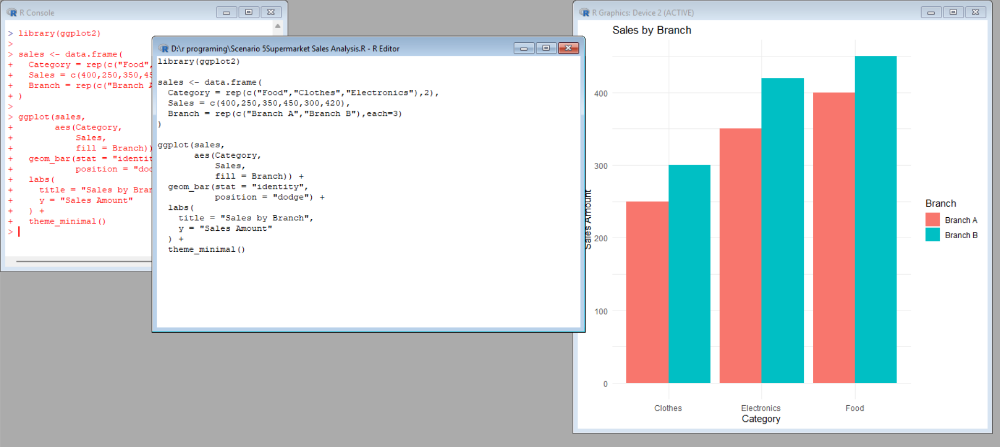 R Console
> library(ggplot2)
>
> sales <- data.frame(
+   Category = rep(c("Food",
+   Sales = c(400,250,350,45
+   Branch = rep(c("Branch A
+ )
>
> ggplot(sales,
+        aes(Category,
+            Sales,
+            fill = Branch))
+   geom_bar(stat = "identit
+            position = "dod
+   labs(
+     title = "Sales by Bran
+     y = "Sales Amount"
+   ) +
+   theme_minimal()
>
D:\r programing\Scenario 5Supermarket Sales Analysis.R - R Editor
library(ggplot2)
sales <- data.frame(
  Category = rep(c("Food","Clothes","Electronics"),2),
  Sales = c(400,250,350,450,300,420),
  Branch = rep(c("Branch A","Branch B"),each=3)
)
ggplot(sales,
       aes(Category,
           Sales,
           fill = Branch)) +
  geom_bar(stat = "identity",
           position = "dodge") +
  labs(
    title = "Sales by Branch",
    y = "Sales Amount"
  ) +
  theme_minimal()
R Graphics: Device 2 (ACTIVE)
Sales by Branch
Sales Amount
400
300
200
100
0
Clothes Electronics Food
Category
Branch
Branch A
Branch B